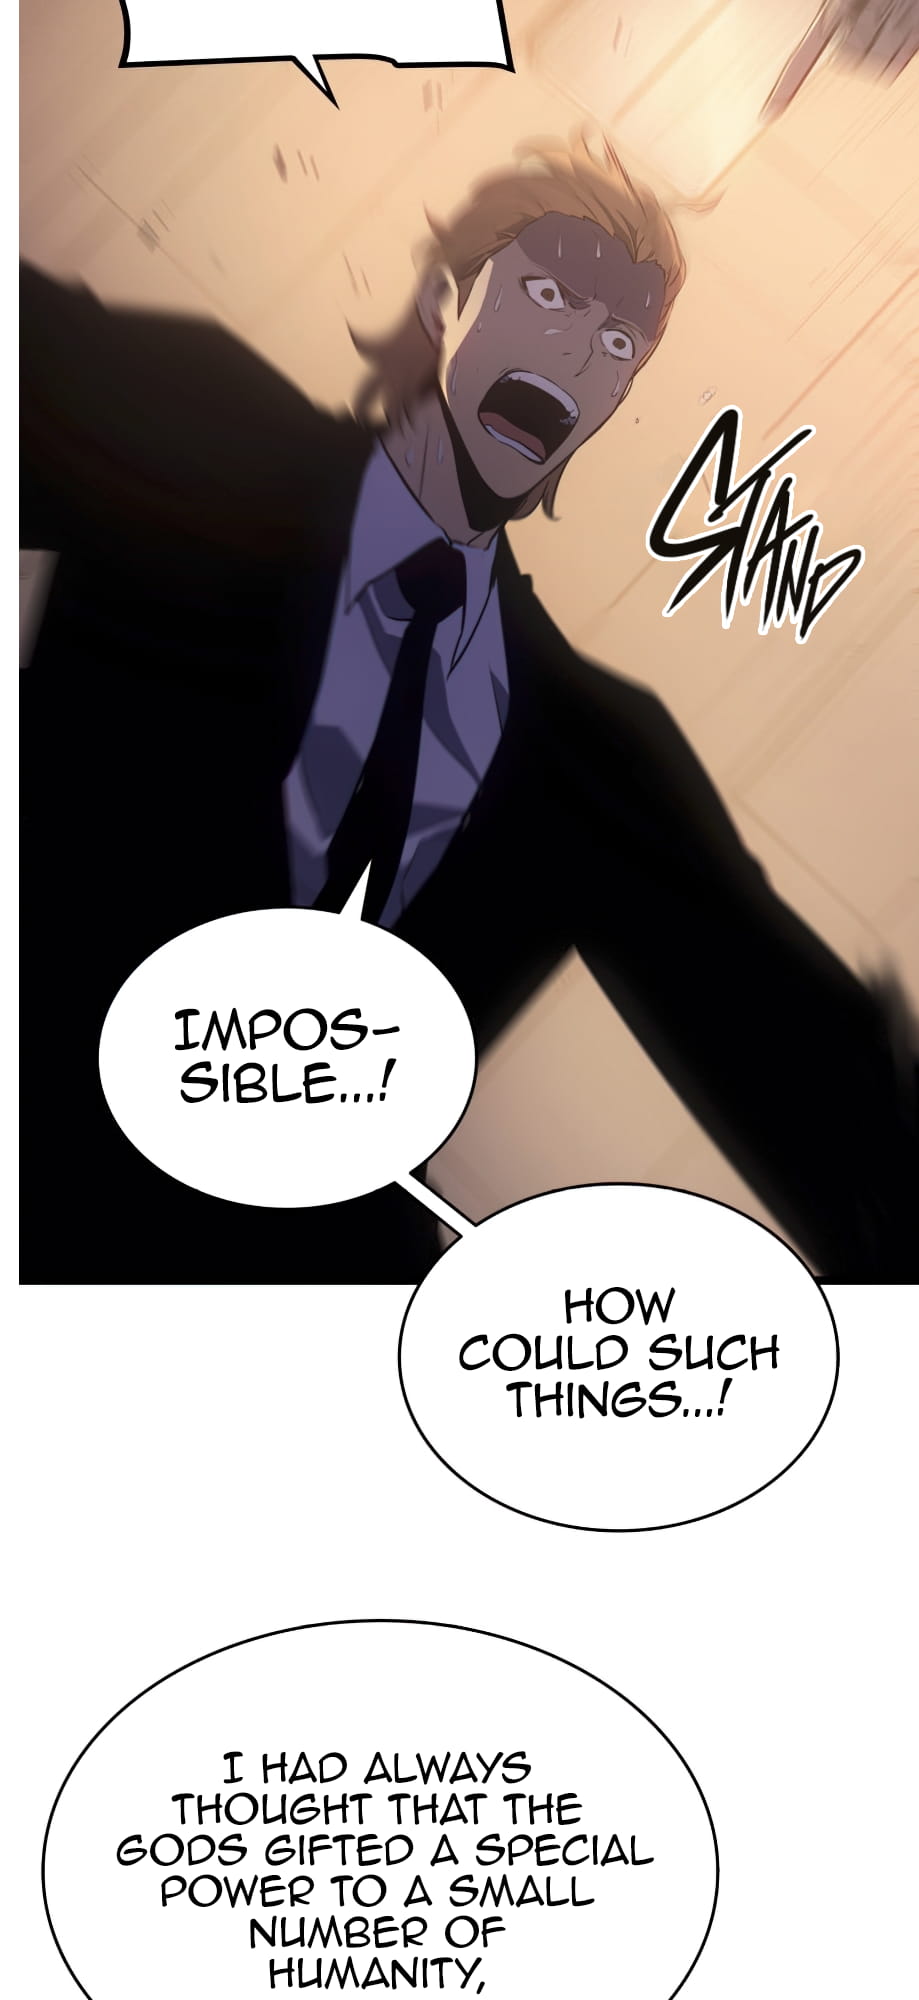 STAND
IMPOS-
SIBLE...!
HOW
COULD SUCH
THINGS...!
I HAD ALWAYS
THOUGHT THAT THE
GODS GIFTED A SPECIAL
POWER TO A SMALL
NUMBER OF
HUMANITY,